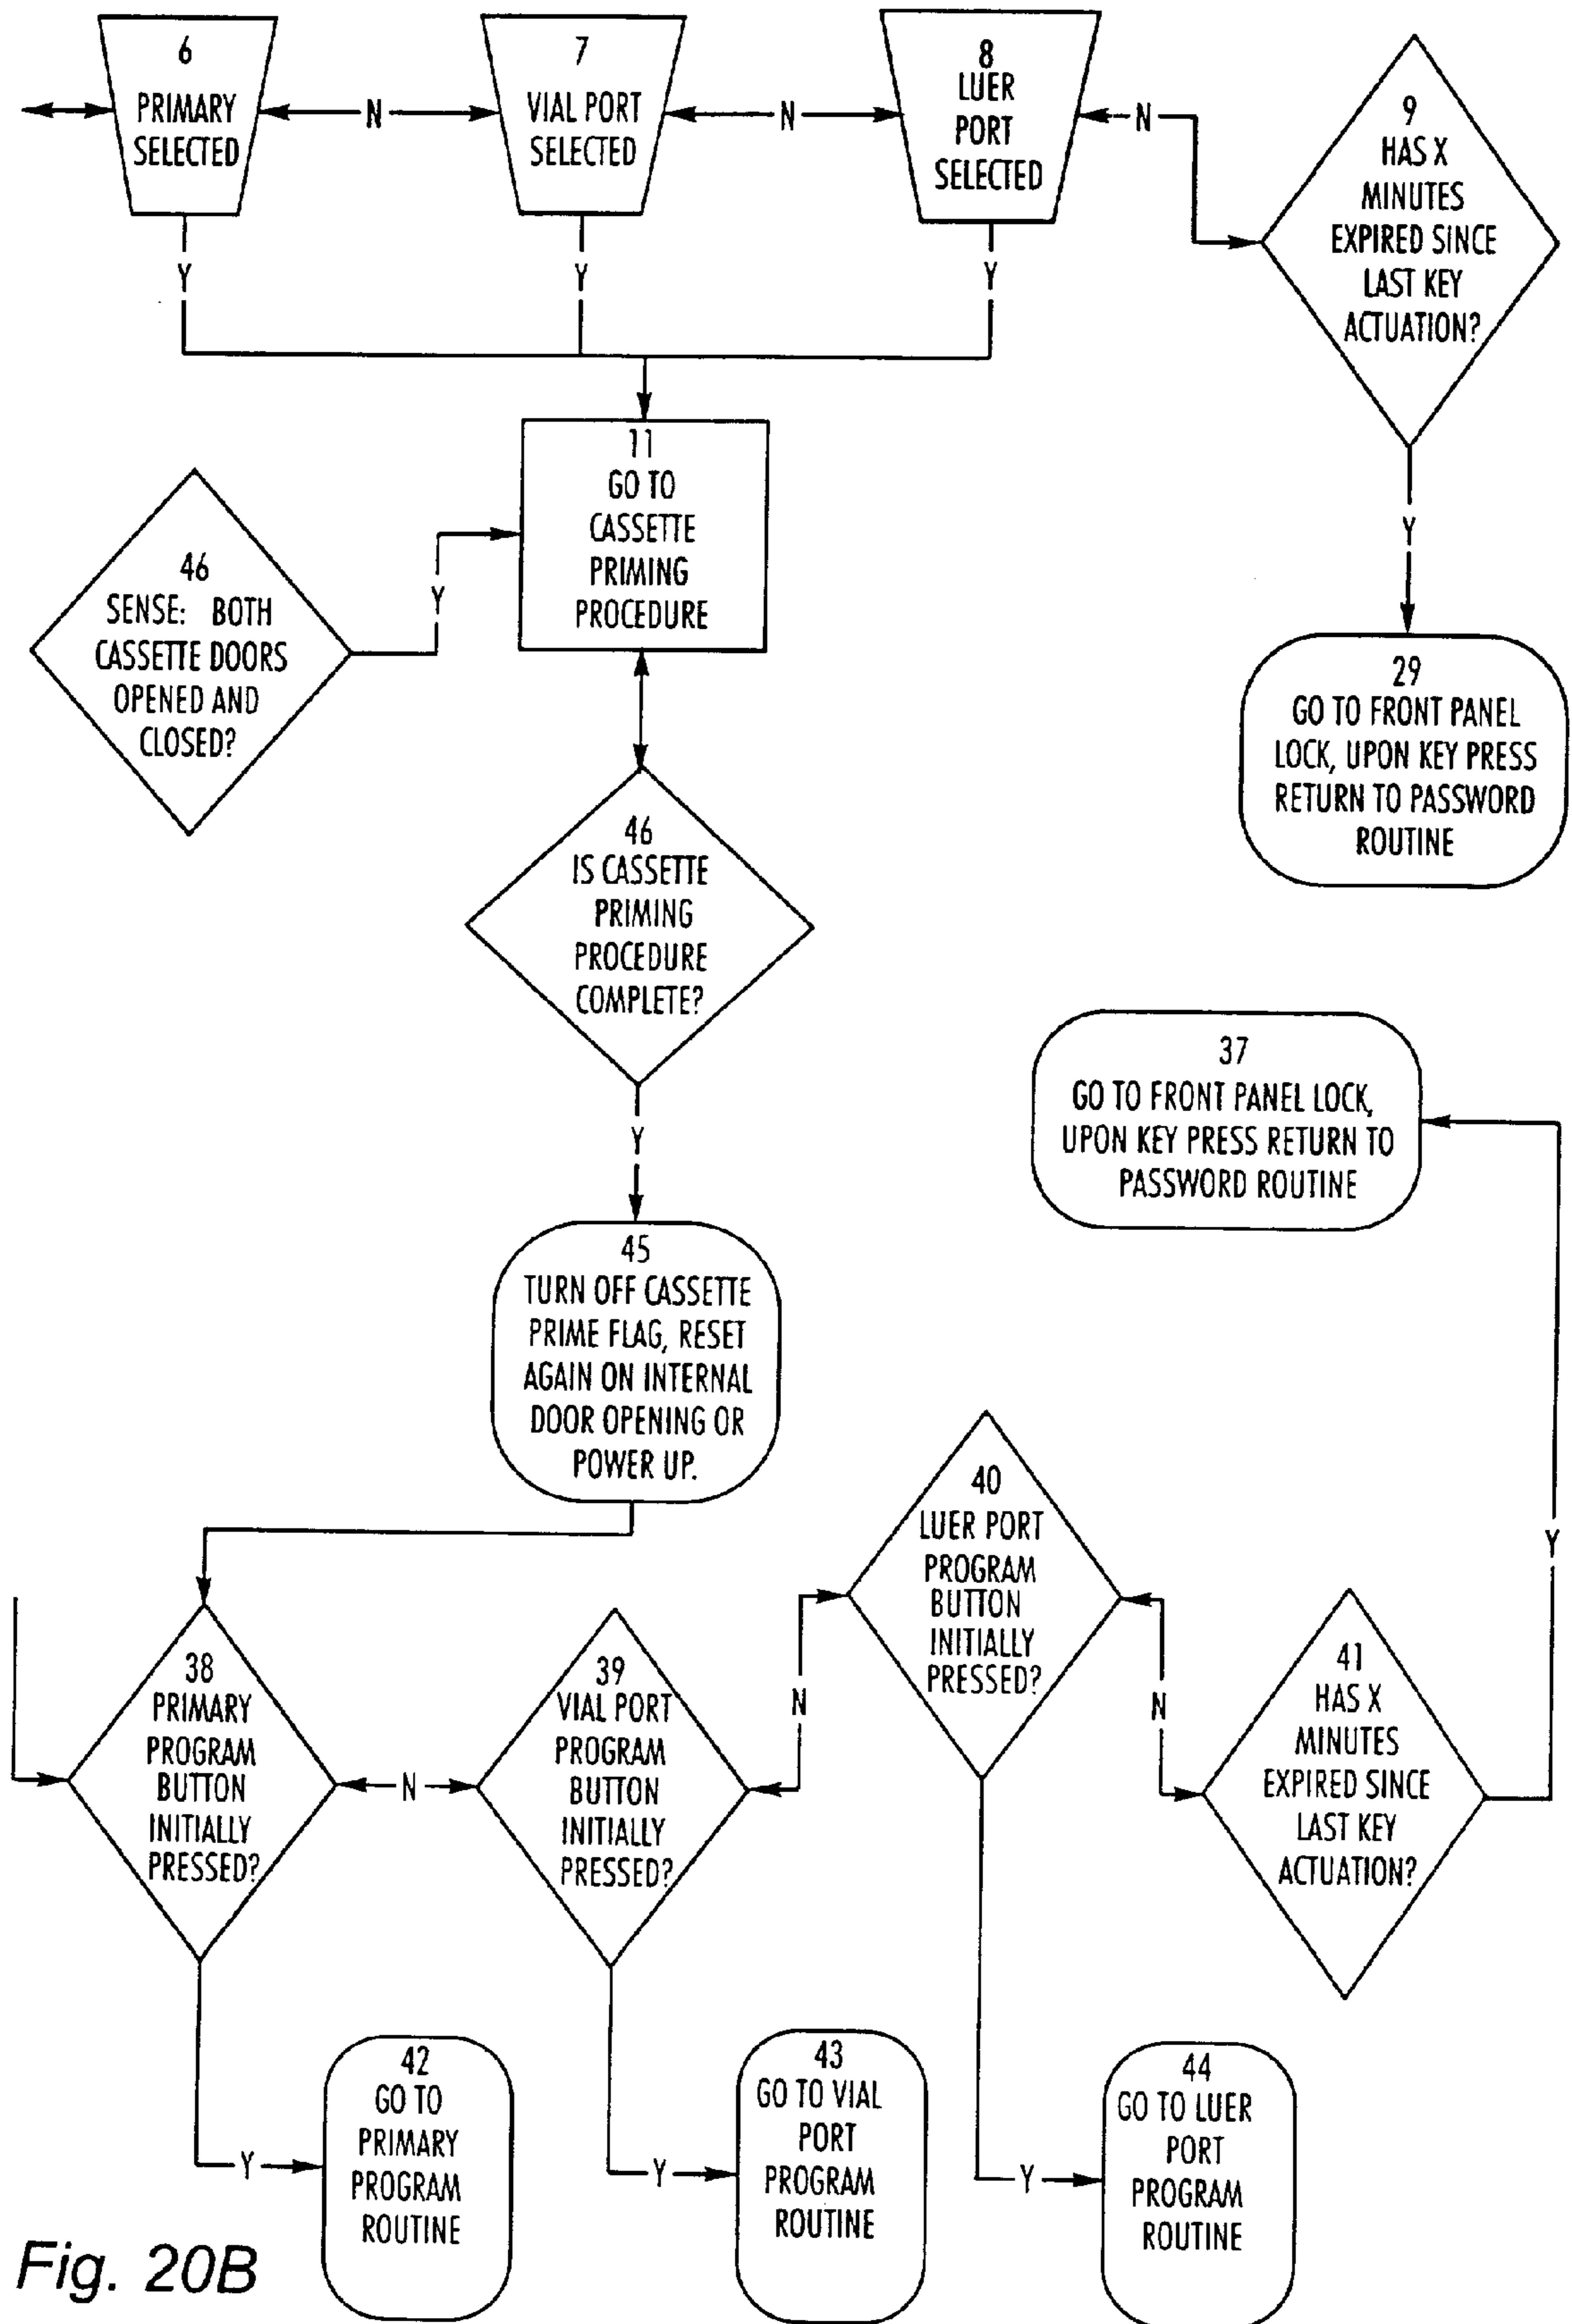 6
PRIMARY
SELECTED
N
7
VIAL PORT
SELECTED
N
8
LUER
PORT
SELECTED
N
9
HAS X
MINUTES
EXPIRED SINCE
LAST KEY
ACTUATION?
Y
Y
Y
Y
11
GO TO
CASSETTE
PRIMING
PROCEDURE
46
SENSE: BOTH
CASSETTE DOORS
OPENED AND
CLOSED?
Y
29
GO TO FRONT PANEL
LOCK, UPON KEY PRESS
RETURN TO PASSWORD
ROUTINE
46
IS CASSETTE
PRIMING
PROCEDURE
COMPLETE?
Y
37
GO TO FRONT PANEL LOCK,
UPON KEY PRESS RETURN TO
PASSWORD ROUTINE
Y
45
TURN OFF CASSETTE
PRIME FLAG, RESET
AGAIN ON INTERNAL
DOOR OPENING OR
POWER UP.
38
PRIMARY
PROGRAM
BUTTON
INITIALLY
PRESSED?
N
39
VIAL PORT
PROGRAM
BUTTON
INITIALLY
PRESSED?
N
40
LUER PORT
PROGRAM
BUTTON
INITIALLY
PRESSED?
N
41
HAS X
MINUTES
EXPIRED SINCE
LAST KEY
ACTUATION?
Y
42
GO TO
PRIMARY
PROGRAM
ROUTINE
Y
43
GO TO VIAL
PORT
PROGRAM
ROUTINE
Y
44
GO TO LUER
PORT
PROGRAM
ROUTINE
Fig. 20B